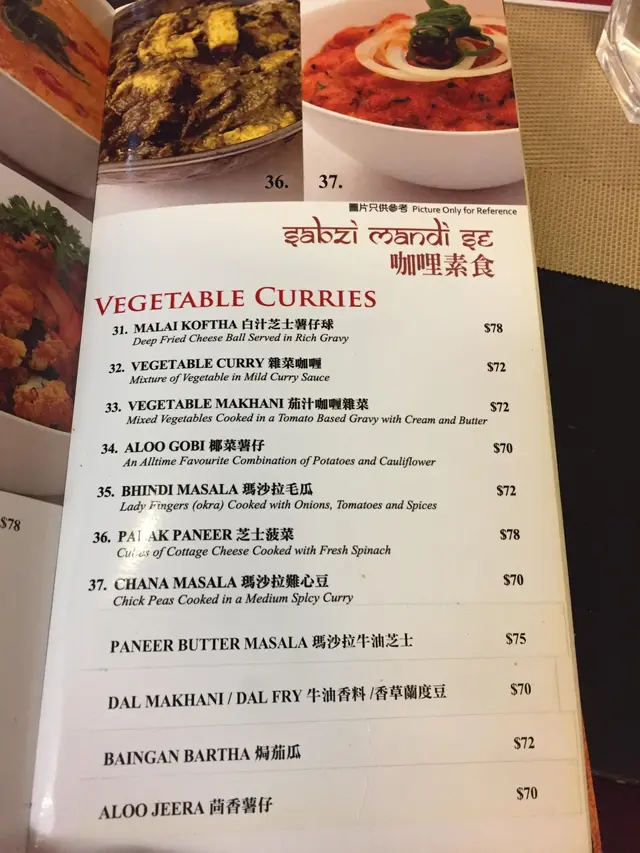 36.
37.
圖片只供參考 Picture Only for Reference
sabzi mandi se
咖哩素食
VEGETABLE CURRIES
31. MALAI KOFTHA 白汁芝士薯仔球 $78
Deep Fried Cheese Ball Served in Rich Gravy
32. VEGETABLE CURRY 雜菜咖喱 $72
Mixture of Vegetable in Mild Curry Sauce
33. VEGETABLE MAKHANI 茄汁咖喱雜菜 $72
Mixed Vegetables Cooked in a Tomato Based Gravy with Cream and Butter
34. ALOO GOBI 椰菜薯仔 $70
An Alltime Favourite Combination of Potatoes and Cauliflower
35. BHINDI MASALA 瑪沙拉毛瓜 $72
Lady Fingers (okra) Cooked with Onions, Tomatoes and Spices
36. PALAK PANEER 芝士菠菜 $78
Cubes of Cottage Cheese Cooked with Fresh Spinach
37. CHANA MASALA 瑪沙拉雞心豆 $70
Chick Peas Cooked in a Medium Spicy Curry
$78
PANEER BUTTER MASALA 瑪沙拉牛油芝士 $75
DAL MAKHANI / DAL FRY 牛油香料 /香草蘭度豆 $70
BAINGAN BARTHA 焗茄瓜 $72
ALOO JEERA 茴香薯仔 $70